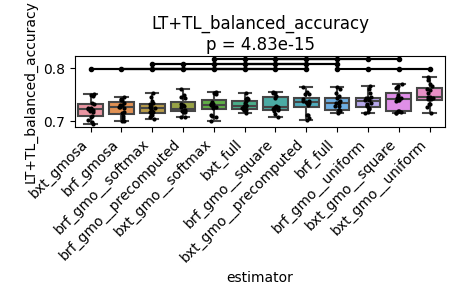 LT+TL_balanced_accuracy
p = 4.83e-15
LT+TL_balanced_accuracy
0.8
0.7
bxt_gmosa
brf_gmosa
brf_gmo__softmax
brf_gmo__precomputed
bxt_gmo__softmax
bxt_full
brf_gmo__square
bxt_gmo__precomputed
brf_full
brf_gmo__uniform
bxt_gmo__square
bxt_gmo__uniform
estimator